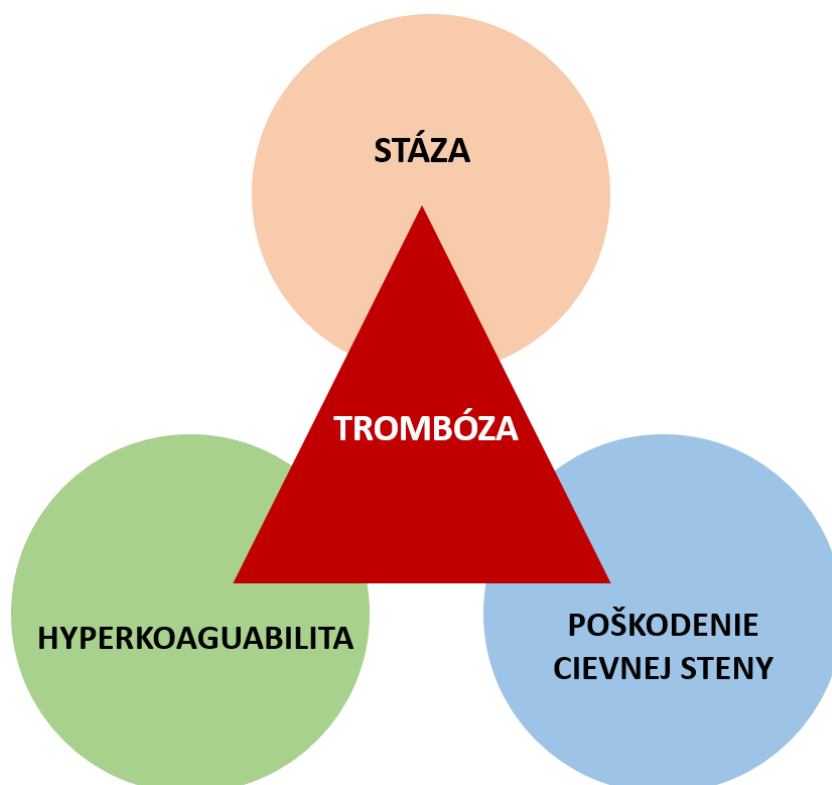 STÁZA
TROMBÓZA
HYPERKOAGUABILITA
POŠKODENIE
CIEVNEJ STENY